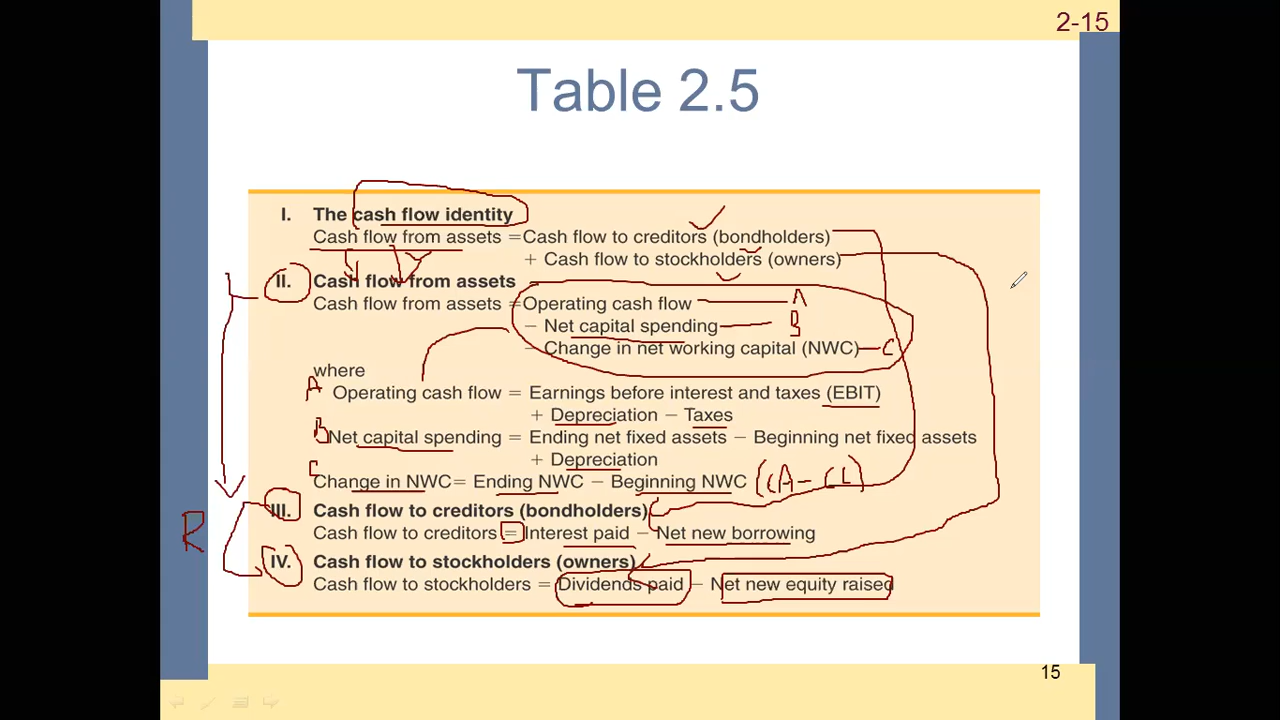 2-15
Table 2.5
I. The cash flow identity
Cash flow from assets =Cash flow to creditors (bondholders)
+ Cash flow to stockholders (owners)
II. Cash flow from assets
Cash flow from assets =Operating cash flow A
− Net capital spending B
− Change in net working capital (NWC) C
where
A Operating cash flow = Earnings before interest and taxes (EBIT)
+ Depreciation − Taxes
B Net capital spending = Ending net fixed assets − Beginning net fixed assets
+ Depreciation
C Change in NWC= Ending NWC − Beginning NWC (CA − CL)
III. Cash flow to creditors (bondholders)
R Cash flow to creditors = Interest paid − Net new borrowing
IV. Cash flow to stockholders (owners)
Cash flow to stockholders = Dividends paid − Net new equity raised
15